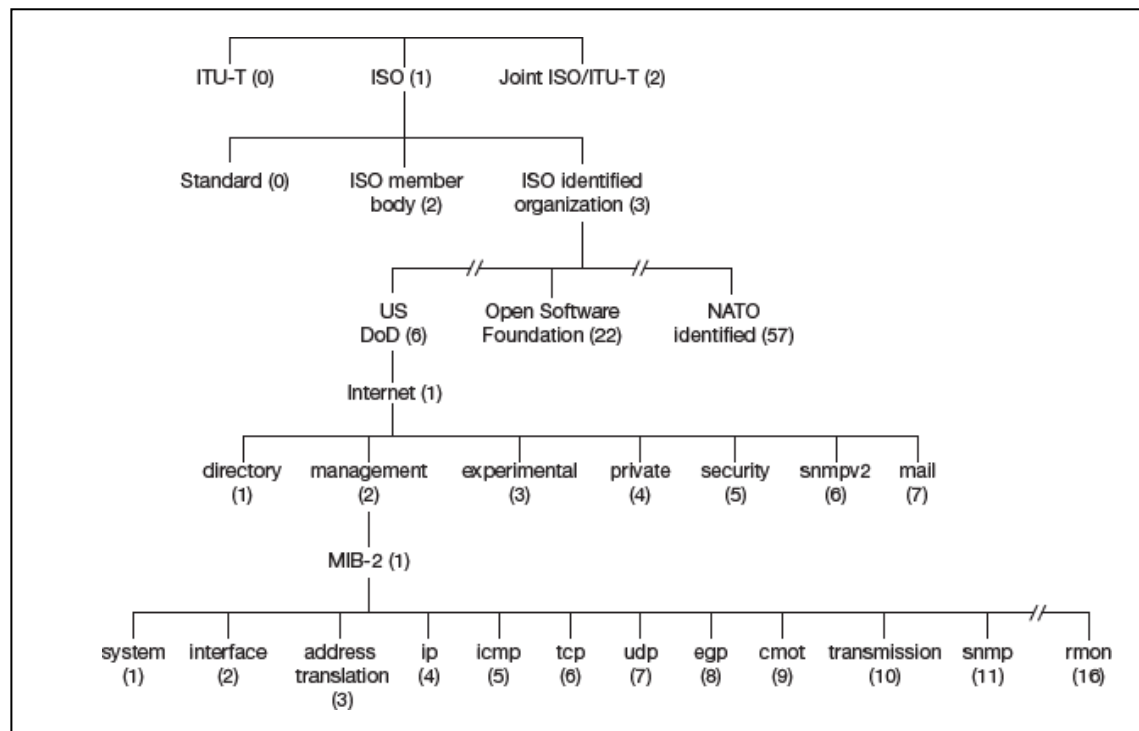 ITU-T (0) ISO (1) Joint ISO/ITU-T (2)
Standard (0) ISO member ISO identified
body (2) organization (3)
US Open Software NATO
DoD (6) Foundation (22) identified (57)
Internet (1)
directory management experimental private security snmpv2 mail
(1) (2) (3) (4) (5) (6) (7)
MIB-2 (1)
system interface address ip icmp tcp udp egp cmot transmission snmp rmon
(1) (2) translation (4) (5) (6) (7) (8) (9) (10) (11) (16)
(3)